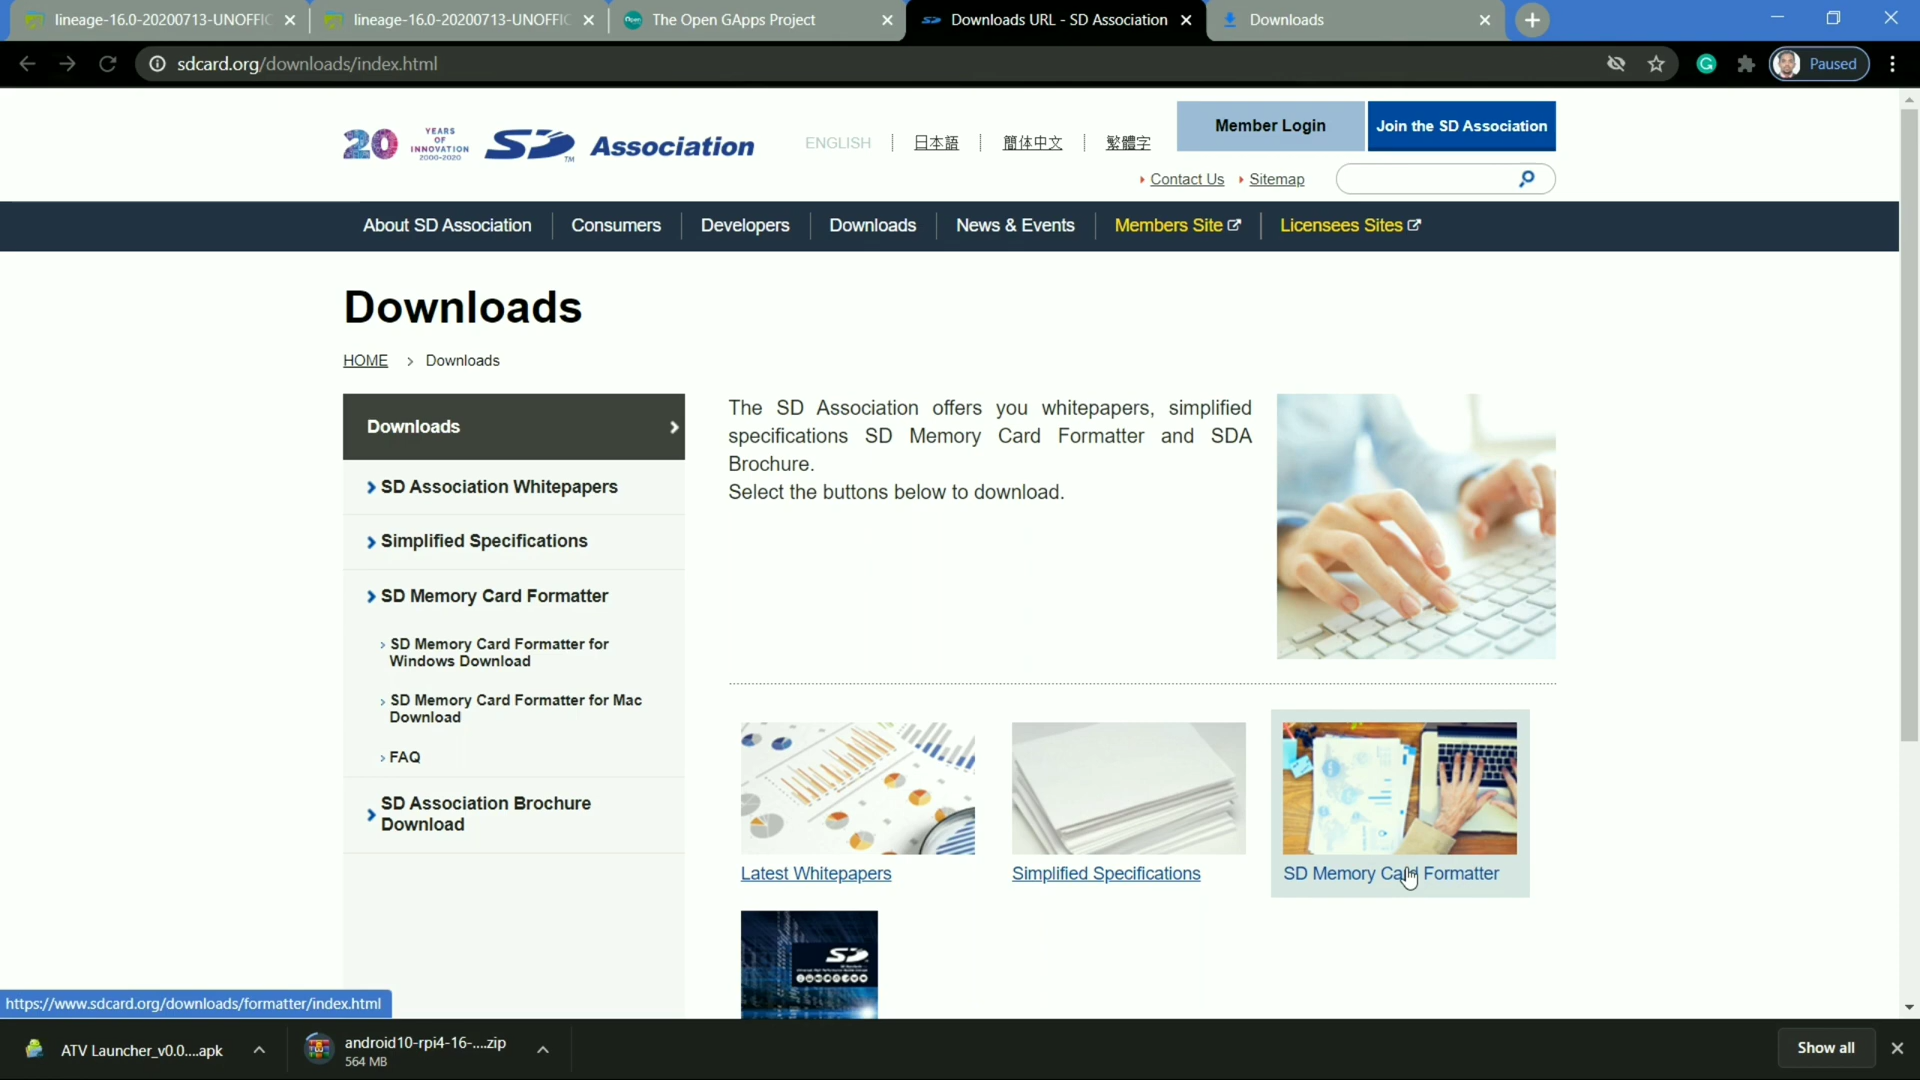 lineage-16.0-20200713-UNOFFIC
lineage-16.0-20200713-UNOFFIC
The Open GApps Project
Downloads URL - SD Association
Downloads
sdcard.org/downloads/index.html
Paused
20 YEARS OF INNOVATION 2000-2020
SD Association
TM
ENGLISH
日本語
简体中文
繁體字
Member Login
Join the SD Association
Contact Us
Sitemap
About SD Association
Consumers
Developers
Downloads
News & Events
Members Site
Licensees Sites
Downloads
HOME > Downloads
Downloads
SD Association Whitepapers
Simplified Specifications
SD Memory Card Formatter
SD Memory Card Formatter for
Windows Download
SD Memory Card Formatter for Mac
Download
FAQ
SD Association Brochure
Download
The SD Association offers you whitepapers, simplified
specifications SD Memory Card Formatter and SDA
Brochure.
Select the buttons below to download.
Latest Whitepapers
Simplified Specifications
SD Memory Card Formatter
SD
https://www.sdcard.org/downloads/formatter/index.html
ATV Launcher_v0.0....apk
android10-rpi4-16-....zip
564 MB
Show all